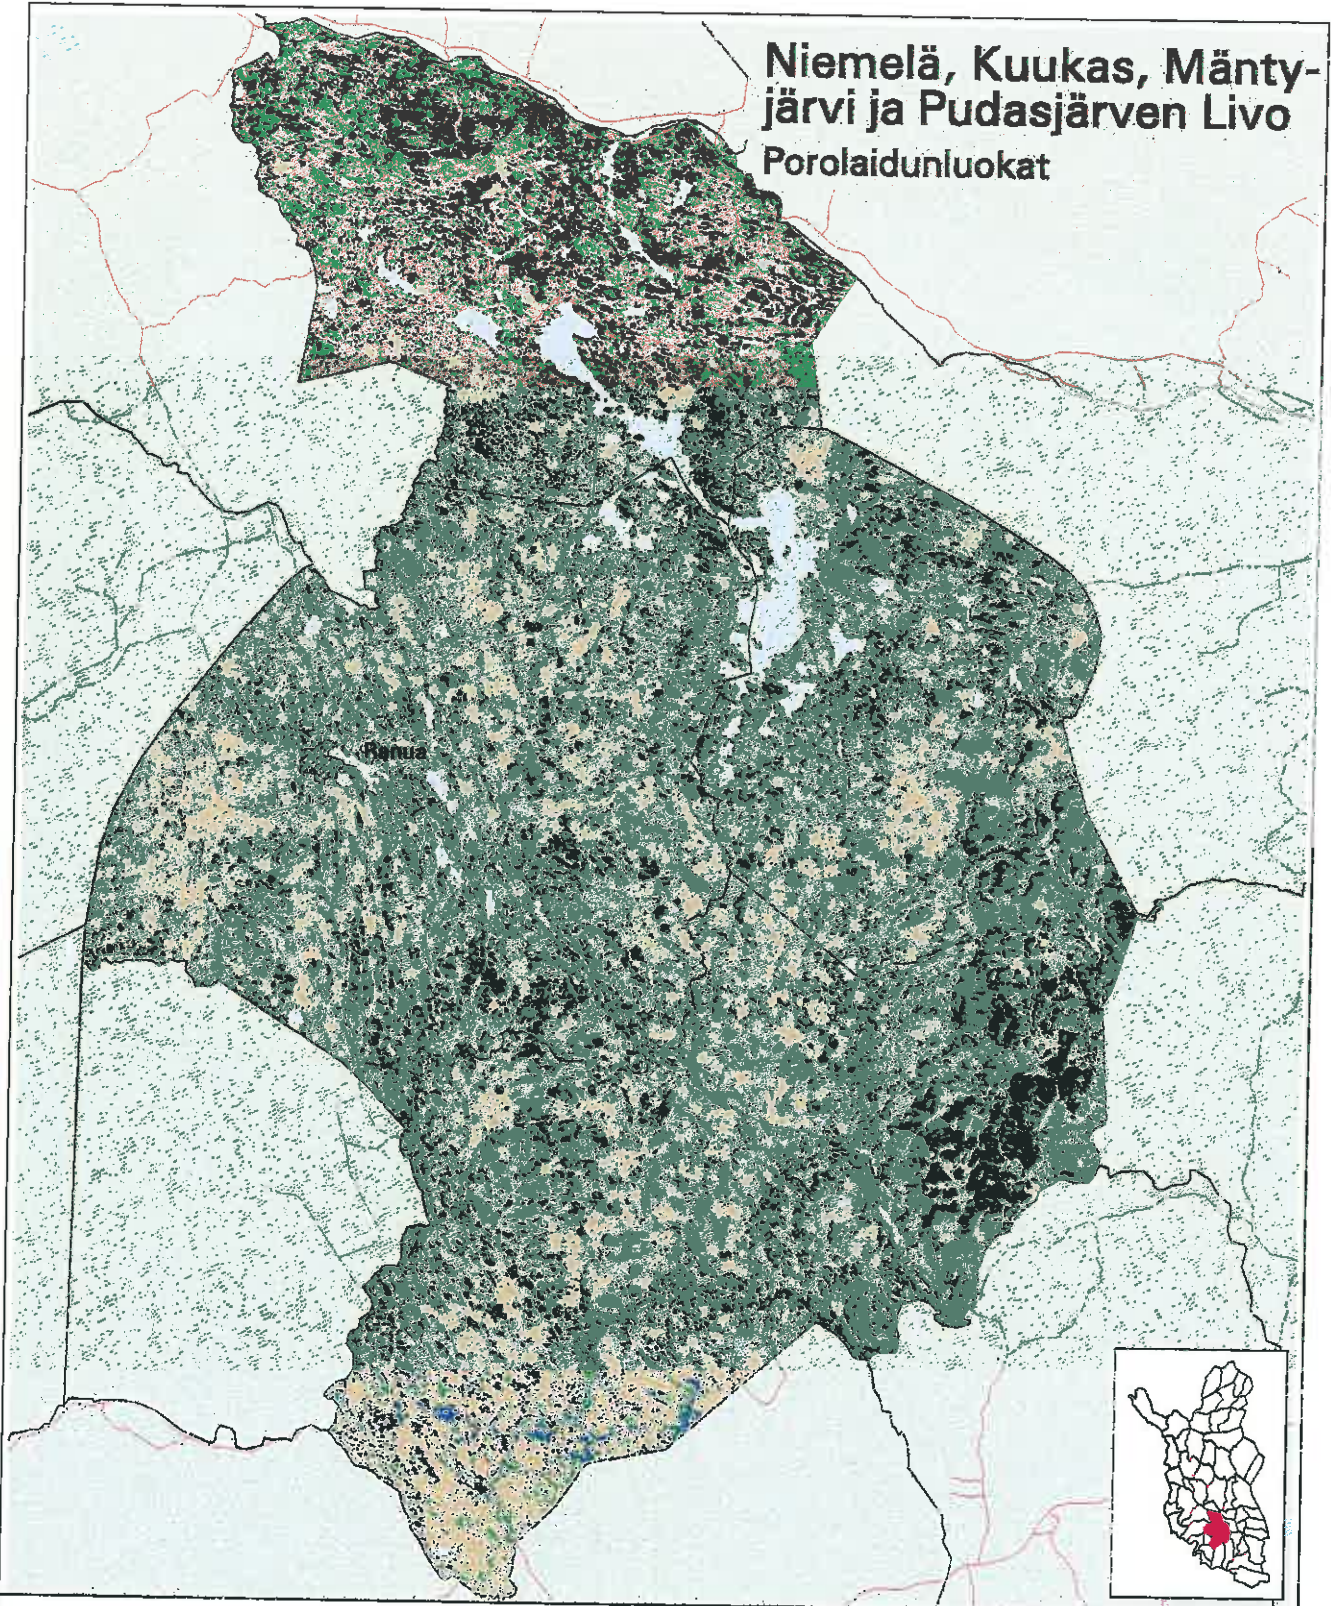 Niemelä, Kuukas, Mänty-
järvi ja Pudasjärven Livo
Porolaidunluokat
Ranua